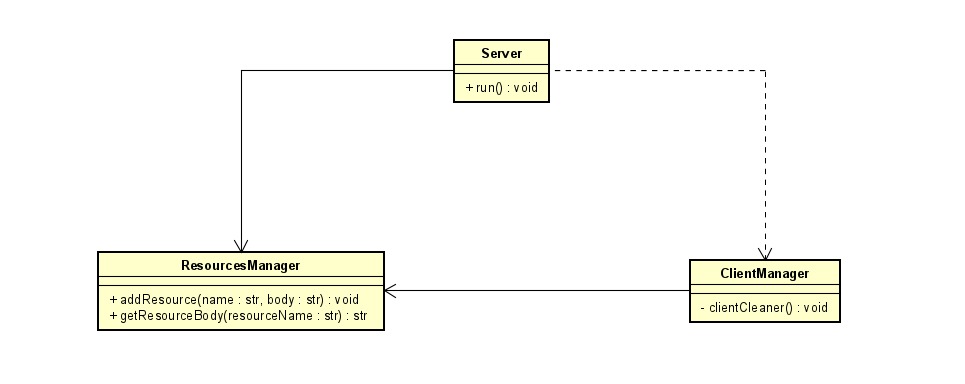 Server
+ run() : void
ResourcesManager
+ addResource(name : str, body : str) : void
+ getResourceBody(resourceName : str) : str
ClientManager
- clientCleaner() : void